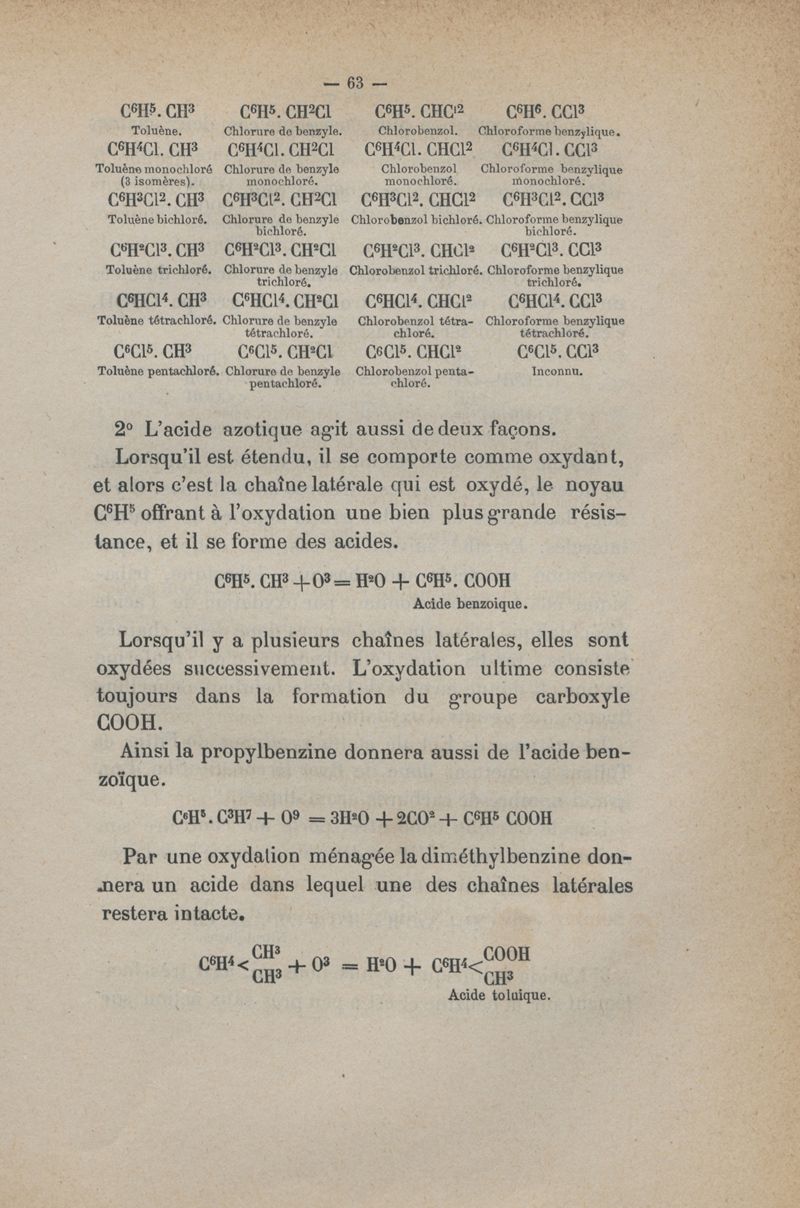 — 63 —
C⁶H⁵. CH³ C⁶H⁵. CH²Cl C⁶H⁵. CHCl² C⁶H⁶. CCl³
Toluène. Chlorure de benzyle. Chlorobenzol. Chloroforme benzylique.
C⁶H⁴Cl. CH³ C⁶H⁴Cl. CH²Cl C⁶H⁴Cl. CHCl² C⁶H⁴Cl. CCl³
Toluène monochloré Chlorure de benzyle Chlorobenzol Chloroforme benzylique
(3 isomères). monochloré. monochloré. monochloré.
C⁶H³Cl². CH³ C⁶H³Cl². CH²Cl C⁶H³Cl². CHCl² C⁶H³Cl². CCl³
Toluène bichloré. Chlorure de benzyle Chlorobenzol bichloré. Chloroforme benzylique
bichloré. bichloré.
C⁶H²Cl³. CH³ C⁶H²Cl³. CH²Cl C⁶H²Cl³. CHCl² C⁶H²Cl³. CCl³
Toluène trichloré. Chlorure de benzyle Chlorobenzol trichloré. Chloroforme benzylique
trichloré. trichloré.
C⁶HCl⁴. CH³ C⁶HCl⁴. CH²Cl C⁶HCl⁴. CHCl² C⁶HCl⁴. CCl³
Toluène tétrachloré. Chlorure de benzyle Chlorobenzol tétra- Chloroforme benzylique
tétrachloré. chloré. tétrachloré.
C⁶Cl⁵. CH³ C⁶Cl⁵. CH²Cl C⁶Cl⁵. CHCl² C⁶Cl⁵. CCl³
Toluène pentachloré. Chlorure de benzyle Chlorobenzol penta- Inconnu.
pentachloré. chloré.
2° L'acide azotique agit aussi de deux façons.
Lorsqu'il est étendu, il se comporte comme oxydant,
et alors c'est la chaîne latérale qui est oxydé, le noyau
C⁶H⁵ offrant à l'oxydation une bien plus grande résis-
tance, et il se forme des acides.
C⁶H⁵. CH³ + O³ = H²O + C⁶H⁵. COOH
Acide benzoique.
Lorsqu'il y a plusieurs chaînes latérales, elles sont
oxydées successivement. L'oxydation ultime consiste
toujours dans la formation du groupe carboxyle
COOH.
Ainsi la propylbenzine donnera aussi de l'acide ben-
zoïque.
C⁶H⁵. C³H⁷ + O⁹ = 3H²O + 2CO² + C⁶H⁵ COOH
Par une oxydation ménagée la diméthylbenzine don-
nera un acide dans lequel une des chaînes latérales
restera intacte.
CH³ COOH
C⁶H⁴< + O³ = H²O + C⁶H⁴<
CH³ CH³
Acide toluique.